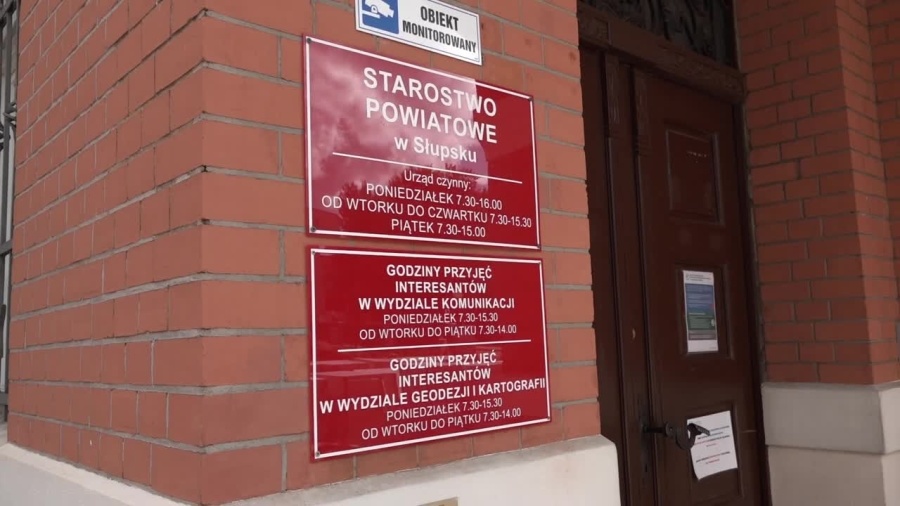 OBIEKT
MONITOROWANY
STAROSTWO
POWIATOWE
w Słupsku
Urząd czynny:
PONIEDZIAŁEK 7.30-16.00
OD WTORKU DO CZWARTKU 7.30-15.30
PIĄTEK 7.30-15.00
GODZINY PRZYJĘĆ
INTERESANTÓW
W WYDZIALE KOMUNIKACJI
PONIEDZIAŁEK 7.30-15.30
OD WTORKU DO PIĄTKU 7.30-14.00
GODZINY PRZYJĘĆ
INTERESANTÓW
W WYDZIALE GEODEZJI I KARTOGRAFII
PONIEDZIAŁEK 7.30-15.30
OD WTORKU DO PIĄTKU 7.30-14.00